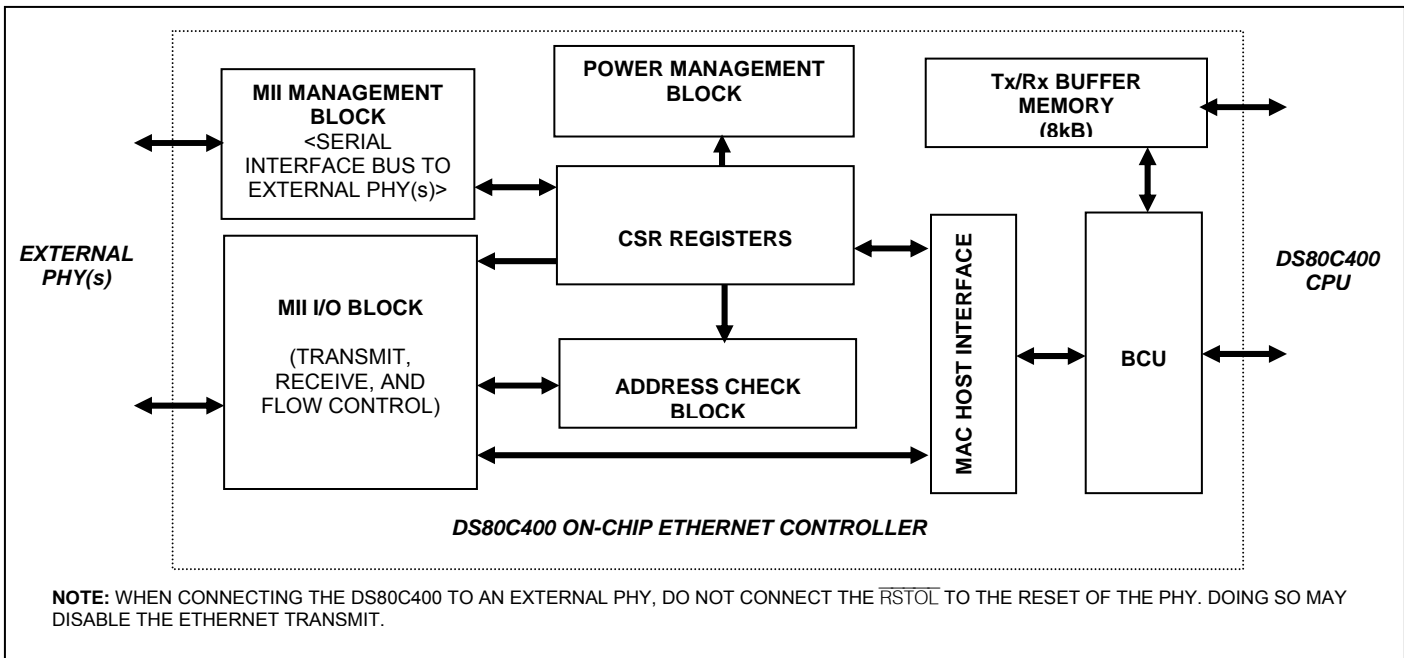 POWER MANAGEMENT
BLOCK
Tx/Rx BUFFER
MEMORY
(8kB)
MII MANAGEMENT
BLOCK
<SERIAL
INTERFACE BUS TO
EXTERNAL PHY(s)>
CSR REGISTERS
EXTERNAL
PHY(s)
MII I/O BLOCK
(TRANSMIT,
RECEIVE, AND
FLOW CONTROL)
ADDRESS CHECK
BLOCK
MAC HOST INTERFACE
BCU
DS80C400
CPU
DS80C400 ON-CHIP ETHERNET CONTROLLER
NOTE: WHEN CONNECTING THE DS80C400 TO AN EXTERNAL PHY, DO NOT CONNECT THE R̅S̅T̅O̅L̅ TO THE RESET OF THE PHY. DOING SO MAY
DISABLE THE ETHERNET TRANSMIT.